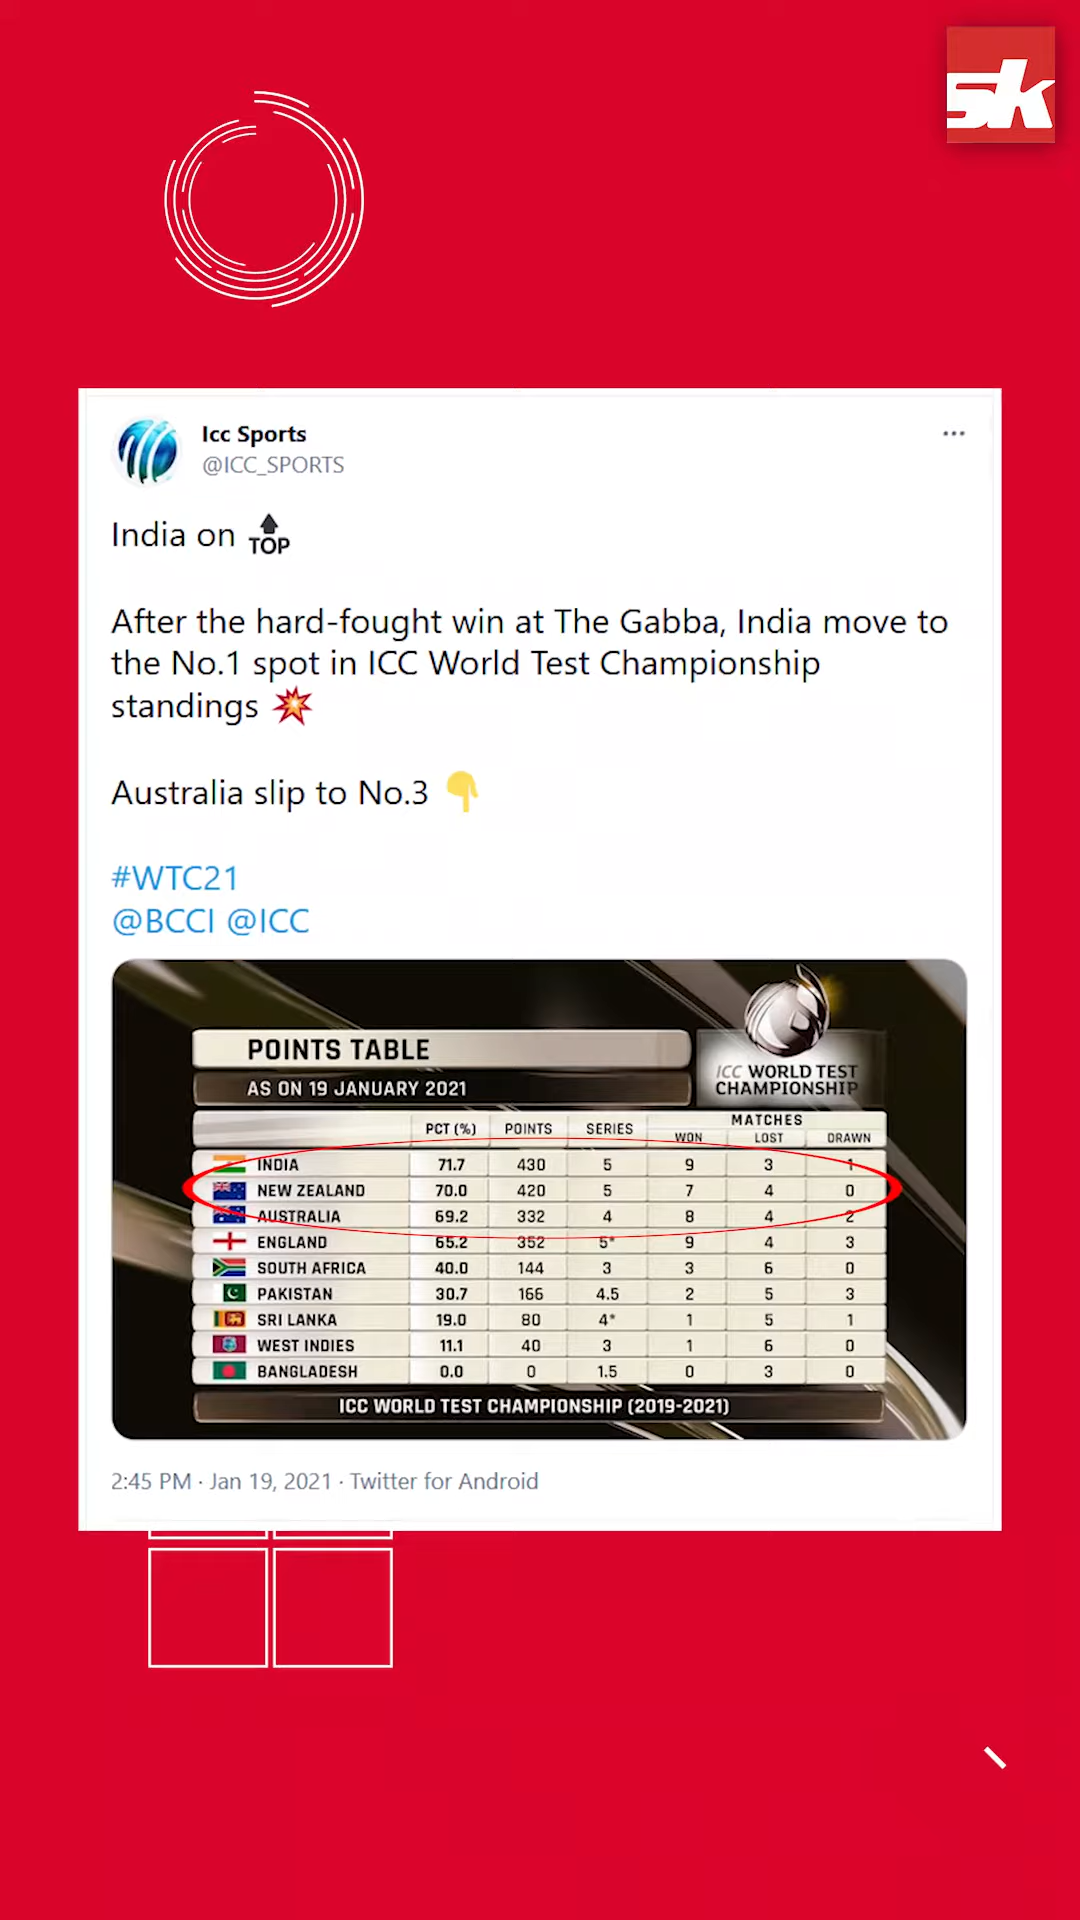 sk
Icc Sports
@ICC_SPORTS
India on 🔝
After the hard-fought win at The Gabba, India move to
the No.1 spot in ICC World Test Championship
standings 💥
Australia slip to No.3 👇
#WTC21
@BCCI @ICC
POINTS TABLE
AS ON 19 JANUARY 2021
ICC WORLD TEST
CHAMPIONSHIP
MATCHES
PCT (%) POINTS SERIES WON LOST DRAWN
INDIA 71.7 430 5 9 3 1
NEW ZEALAND 70.0 420 5 7 4 0
AUSTRALIA 69.2 332 4 8 4 2
ENGLAND 65.2 352 5* 9 4 3
SOUTH AFRICA 40.0 144 3 3 6 0
PAKISTAN 30.7 166 4.5 2 5 3
SRI LANKA 19.0 80 4* 1 5 1
WEST INDIES 11.1 40 3 1 6 0
BANGLADESH 0.0 0 1.5 0 3 0
ICC WORLD TEST CHAMPIONSHIP (2019-2021)
2:45 PM · Jan 19, 2021 · Twitter for Android